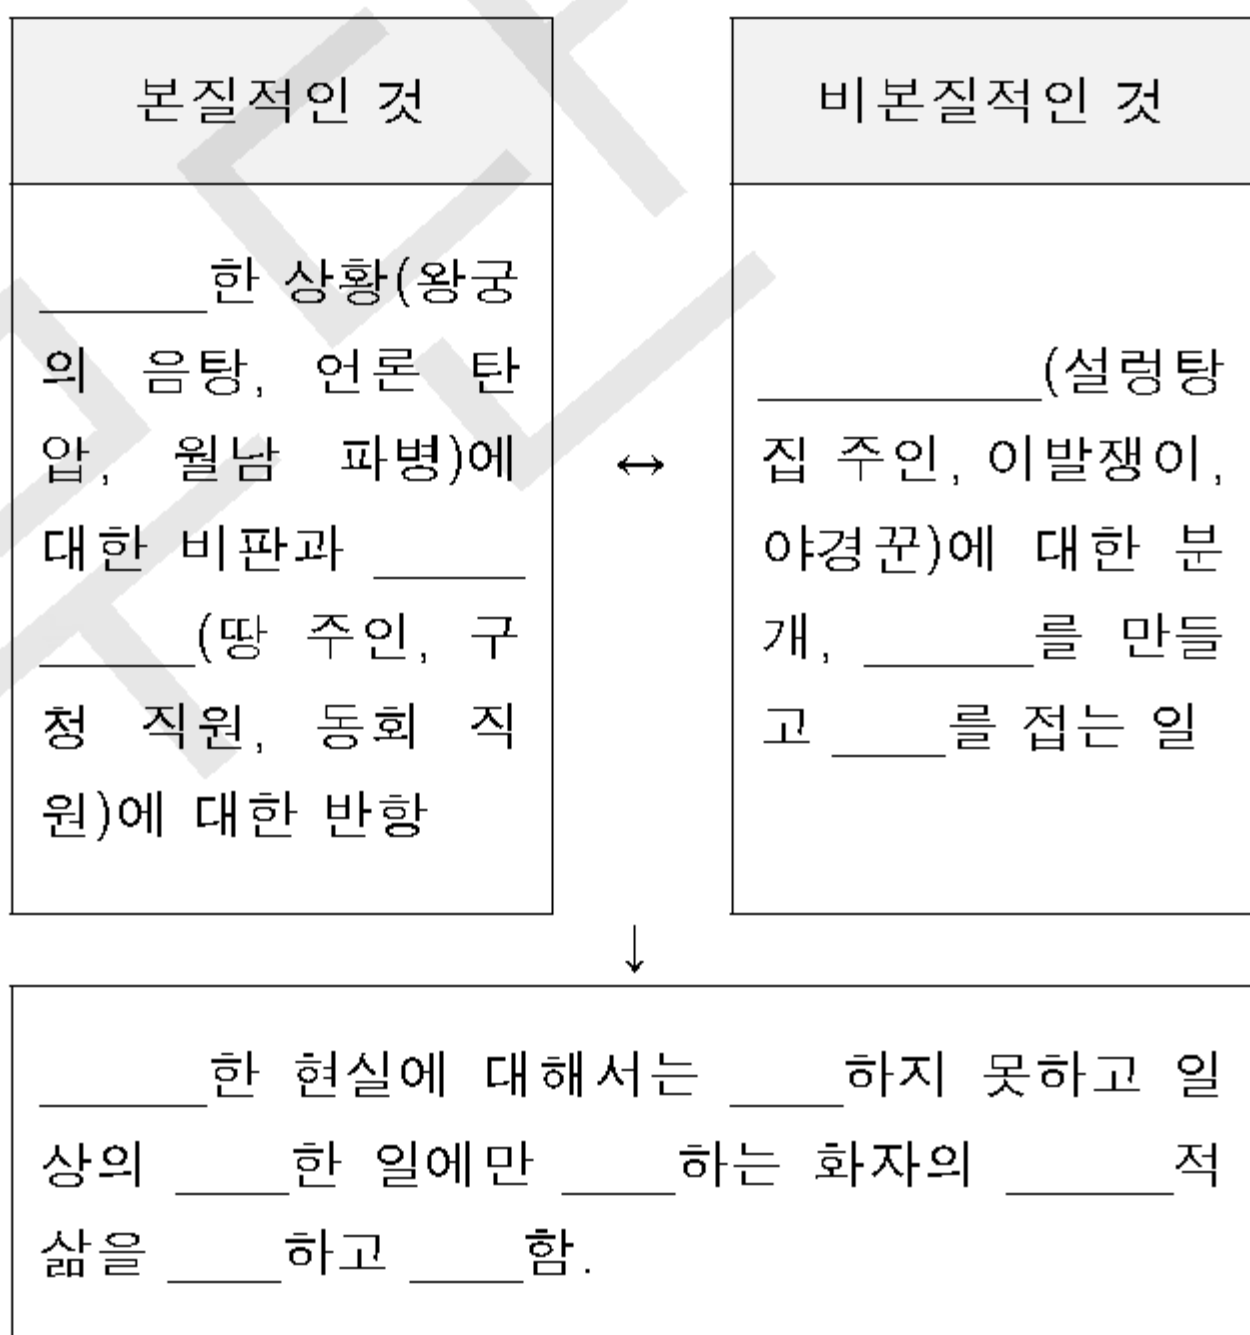 본질적인 것
비본질적인 것
______한 상황(왕궁
의 음탕, 언론 탄
압, 월남 파병)에
대한 비판과 ______
______(땅 주인, 구
청 직원, 동회 직
원)에 대한 반항
↔
__________(설렁탕
집 주인, 이발쟁이,
야경꾼)에 대한 분
개, ______를 만들
고 ____를 접는 일
↓
______한 현실에 대해서는 ____하지 못하고 일
상의 ____한 일에만 ____하는 화자의 ______적
삶을 ____하고 ____함.